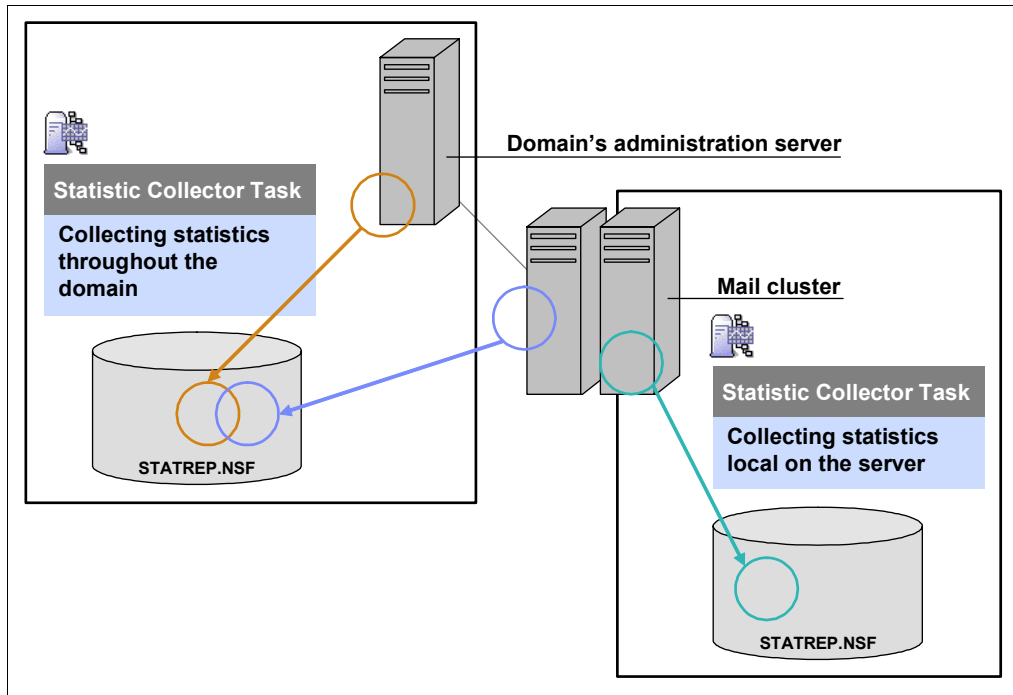 Domain's administration server
Statistic Collector Task
Collecting statistics
throughout the
domain
STATREP.NSF
Mail cluster
Statistic Collector Task
Collecting statistics
local on the server
STATREP.NSF